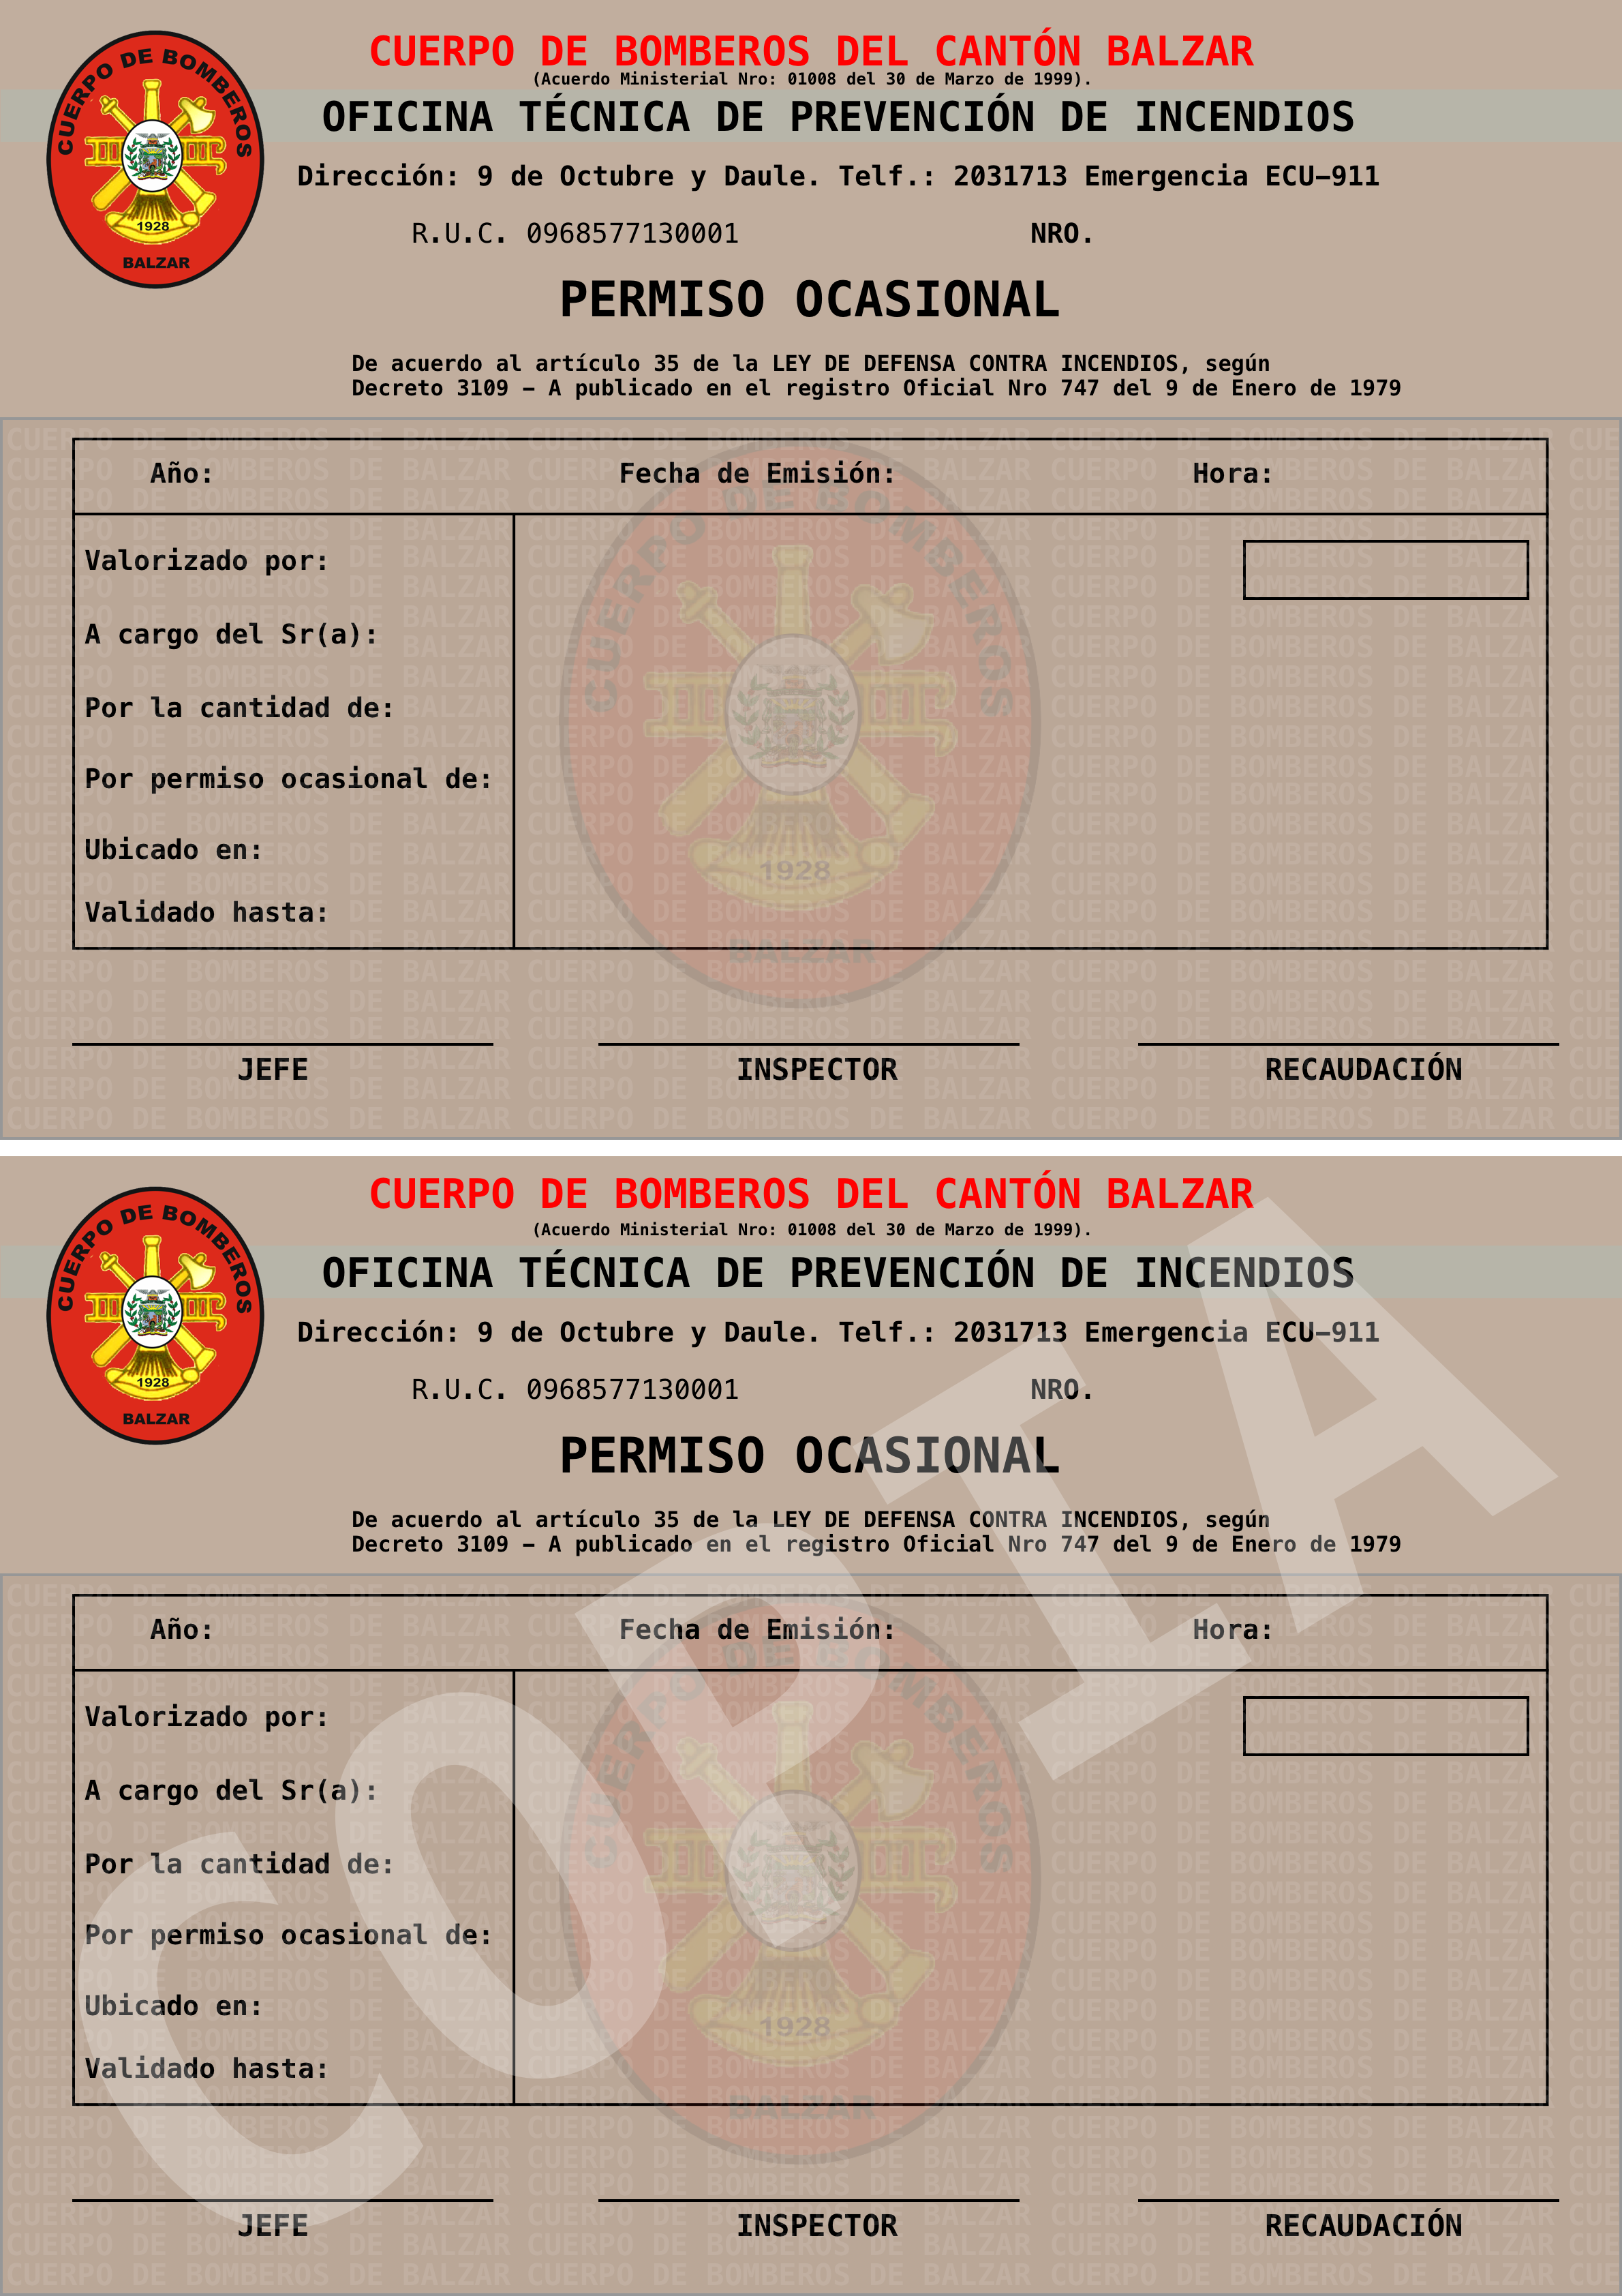 CUERPO DE BOMBEROS DEL CANTÓN BALZAR
(Acuerdo Ministerial Nro: 01008 del 30 de Marzo de 1999).
OFICINA TÉCNICA DE PREVENCIÓN DE INCENDIOS
Dirección: 9 de Octubre y Daule. Telf.: 2031713 Emergencia ECU-911
R.U.C. 0968577130001 NRO.
CUERPO DE BOMBEROS
1928
BALZAR
PERMISO OCASIONAL
De acuerdo al artículo 35 de la LEY DE DEFENSA CONTRA INCENDIOS, según
Decreto 3109 - A publicado en el registro Oficial Nro 747 del 9 de Enero de 1979
Año: Fecha de Emisión: Hora:
Valorizado por:
A cargo del Sr(a):
Por la cantidad de:
Por permiso ocasional de:
Ubicado en:
Validado hasta:
CUERPO DE BOMBEROS
1928
BALZAR
JEFE INSPECTOR RECAUDACIÓN
CUERPO DE BOMBEROS DEL CANTÓN BALZAR
(Acuerdo Ministerial Nro: 01008 del 30 de Marzo de 1999).
OFICINA TÉCNICA DE PREVENCIÓN DE INCENDIOS
Dirección: 9 de Octubre y Daule. Telf.: 2031713 Emergencia ECU-911
R.U.C. 0968577130001 NRO.
CUERPO DE BOMBEROS
1928
BALZAR
PERMISO OCASIONAL
De acuerdo al artículo 35 de la LEY DE DEFENSA CONTRA INCENDIOS, según
Decreto 3109 - A publicado en el registro Oficial Nro 747 del 9 de Enero de 1979
Año: Fecha de Emisión: Hora:
Valorizado por:
A cargo del Sr(a):
Por la cantidad de:
Por permiso ocasional de:
Ubicado en:
Validado hasta:
CUERPO DE BOMBEROS
1928
BALZAR
COPIA
JEFE INSPECTOR RECAUDACIÓN